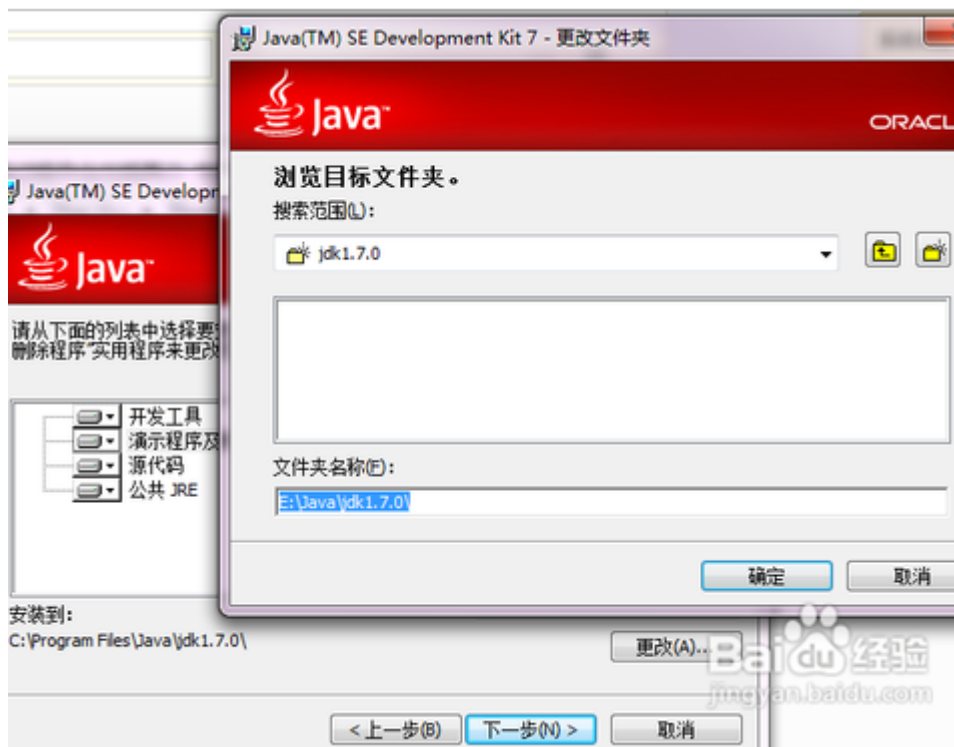 Java(TM) SE Development Kit 7 - 更改文件夹
Java™
ORACL
浏览目标文件夹。
搜索范围(L):
jdk1.7.0
文件夹名称(F):
E:\Java\jdk1.7.0\
确定
取消
Java(TM) SE Developm
Java™
请从下面的列表中选择要
删除程序"实用程序来更改
开发工具
演示程序及
源代码
公共 JRE
安装到:
C:\Program Files\Java\jdk1.7.0\
更改(A)...
<上一步(B)
下一步(N) >
取消
Baidu 经验
jingyan.baidu.com